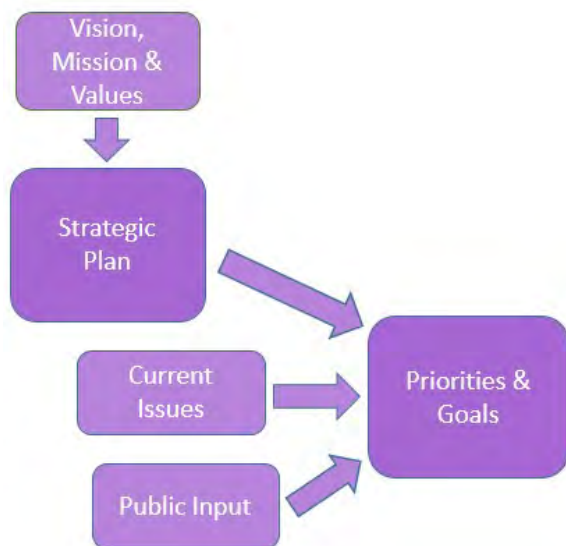 Vision,
Mission &
Values
Strategic
Plan
Current
Issues
Priorities &
Goals
Public Input